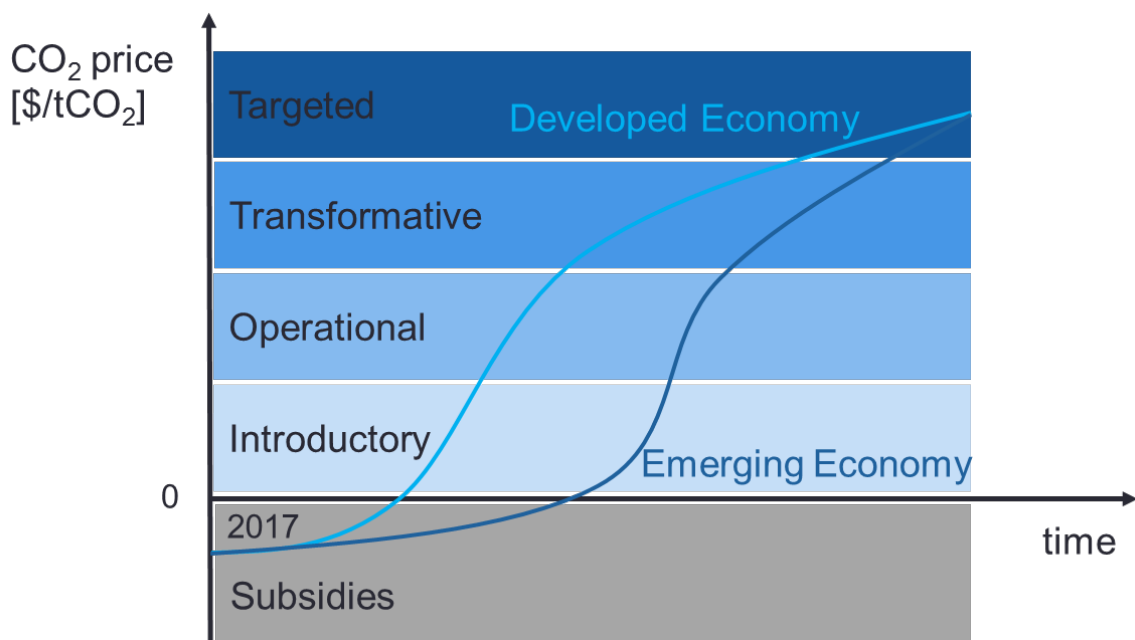 CO₂ price
[$/tCO₂]
Targeted
Developed Economy
Transformative
Operational
Introductory
Emerging Economy
0
2017
time
Subsidies